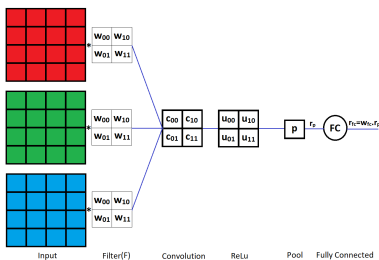 w00 w10
* w01 w11
w00 w10
* w01 w11
w00 w10
* w01 w11
c00 c10
c01 c11
u00 u10
u01 u11
p
rp
FC
rfc=wfc.rp
Input
Filter(F)
Convolution
ReLu
Pool
Fully Connected